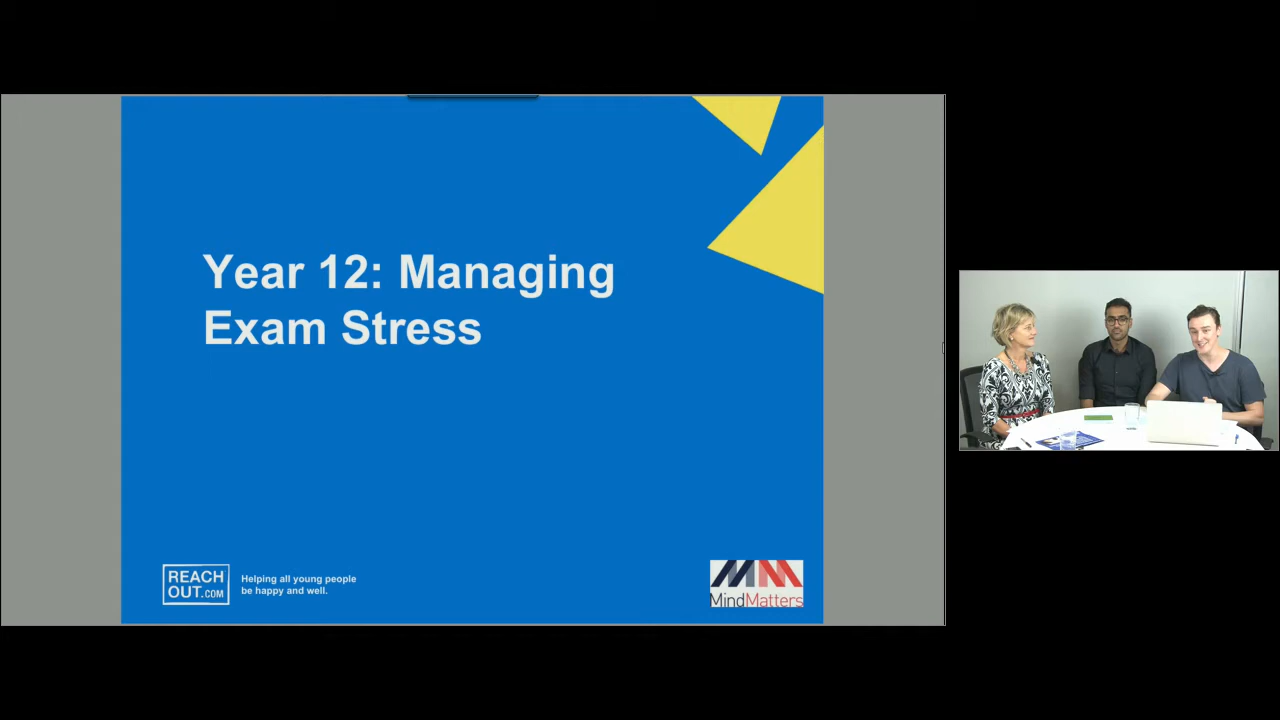 Year 12: Managing
Exam Stress
REACH
OUT.COM
Helping all young people
be happy and well.
MindMatters